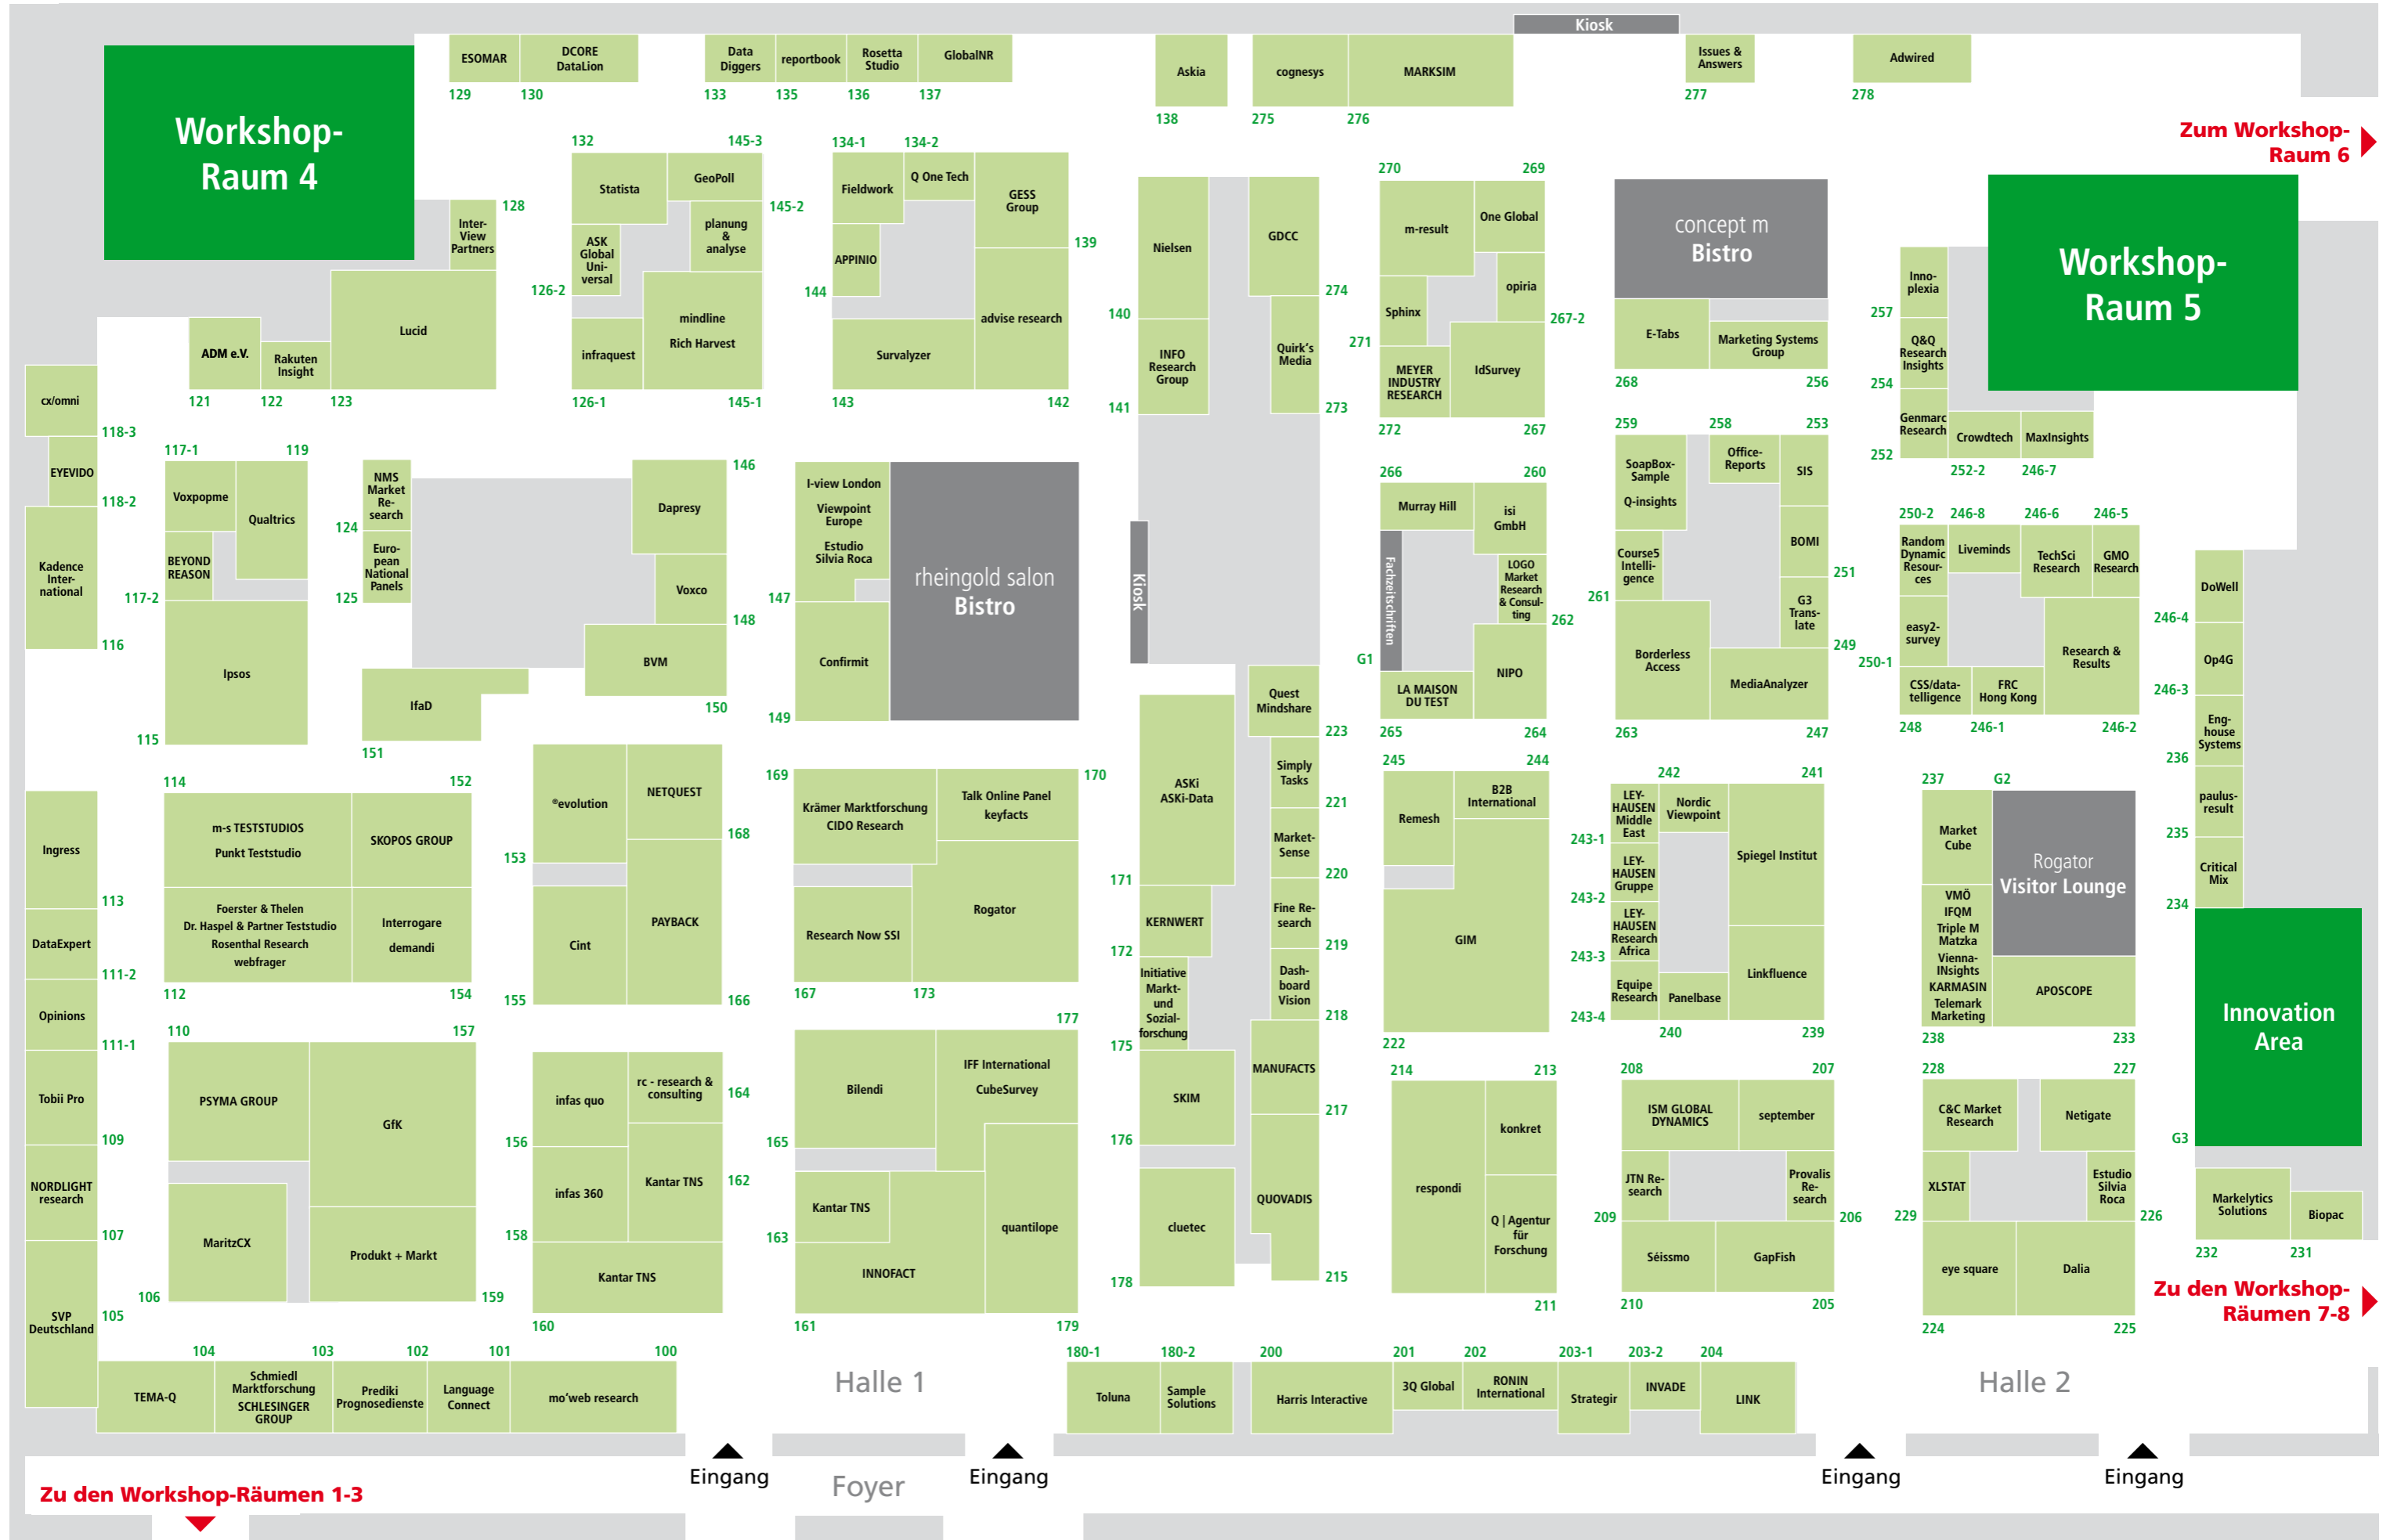 Kiosk
Workshop-
Raum 4
ESOMAR
129
DCORE
DataLion
130
Data
Diggers
133
reportbook
135
Rosetta
Studio
136
GlobalNR
137
Askia
138
cognesys
275
MARKSIM
276
Issues &
Answers
277
Adwired
278
Zum Workshop-
Raum 6
Inter-
View
Partners
128
Lucid
123
ADM e.V.
121
Rakuten
Insight
122
132
Statista
145-3
GeoPoll
145-2
planung
&
analyse
ASK
Global
Uni-
versal
126-2
infraquest
126-1
mindline
Rich Harvest
145-1
134-1
Fieldwork
134-2
Q One Tech
GESS
Group
139
APPINIO
144
Survalyzer
143
advise research
142
Nielsen
140
INFO
Research
Group
141
GDCC
274
Quirk's
Media
273
270
m-result
269
One Global
opiria
267-2
Sphinx
271
MEYER
INDUSTRY
RESEARCH
272
IdSurvey
267
concept m
Bistro
E-Tabs
268
Marketing Systems
Group
256
Inno-
plexia
257
Q&Q
Research
Insights
254
Genmarc
Research
252
Crowdtech
252-2
MaxInsights
246-7
Workshop-
Raum 5
cx/omni
118-3
EYEVIDO
118-2
Kadence
Inter-
national
116
117-1
Voxpopme
119
Qualtrics
BEYOND
REASON
117-2
Ipsos
115
NMS
Market
Re-
search
124
Euro-
pean
National
Panels
125
146
Dapresy
Voxco
148
BVM
150
IfaD
151
I-view London
Viewpoint
Europe
Estudio
Silvia Roca
147
Confirmit
149
rheingold salon
Bistro
Kiosk
266
Murray Hill
260
isi
GmbH
Fachzeitschriften
G1
LOGO
Market
Research
& Consul-
ting
262
NIPO
264
LA MAISON
DU TEST
265
259
SoapBox-
Sample
Q-insights
258
Office-
Reports
253
SIS
BOMI
251
Course5
Intelli-
gence
261
G3
Trans-
late
249
Borderless
Access
263
MediaAnalyzer
247
250-2
Random
Dynamic
Resour-
ces
246-8
Liveminds
246-6
TechSci
Research
246-5
GMO
Research
easy2-
survey
250-1
Research &
Results
246-2
CSS/data-
telligence
248
FRC
Hong Kong
246-1
DoWell
246-4
Op4G
246-3
Eng-
house
Systems
236
paulus-
result
235
Critical
Mix
234
Ingress
113
DataExpert
111-2
Opinions
111-1
Tobii Pro
109
NORDLIGHT
research
107
SVP
Deutschland
105
114
m-s TESTSTUDIOS
Punkt Teststudio
152
SKOPOS GROUP
Foerster & Thelen
Dr. Haspel & Partner Teststudio
Rosenthal Research
webfrager
112
Interrogare
demandi
154
®evolution
153
NETQUEST
168
Cint
155
PAYBACK
166
169
Krämer Marktforschung
CIDO Research
170
Talk Online Panel
keyfacts
Research Now SSI
167
Rogator
173
ASKi
ASKi-Data
171
KERNWERT
172
Initiative
Markt-
und
Sozial-
forschung
175
SKIM
176
cluetec
178
Quest
Mindshare
223
Simply
Tasks
221
Market-
Sense
220
Fine Re-
search
219
Dash-
board
Vision
218
MANUFACTS
217
QUOVADIS
215
245
Remesh
244
B2B
International
GIM
222
242
Nordic
Viewpoint
241
Spiegel Institut
LEY-
HAUSEN
Middle
East
243-1
LEY-
HAUSEN
Gruppe
243-2
LEY-
HAUSEN
Research
Africa
243-3
Equipe
Research
243-4
Panelbase
240
Linkfluence
239
237
Market
Cube
G2
Rogator
Visitor Lounge
VMÖ
IFQM
Triple M
Matzka
Vienna-
INsights
KARMASIN
Telemark
Marketing
238
APOSCOPE
233
Innovation
Area
G3
110
PSYMA GROUP
157
GfK
MaritzCX
106
Produkt + Markt
159
infas quo
156
rc - research &
consulting
164
infas 360
158
Kantar TNS
162
Kantar TNS
160
Bilendi
165
177
IFF International
CubeSurvey
Kantar TNS
163
INNOFACT
161
quantilope
179
214
respondi
213
konkret
Q | Agentur
für
Forschung
211
208
ISM GLOBAL
DYNAMICS
207
september
JTN Re-
search
209
Provalis
Re-
search
206
Séissmo
210
GapFish
205
228
C&C Market
Research
227
Netigate
XLSTAT
229
Estudio
Silvia
Roca
226
eye square
224
Dalia
225
Markelytics
Solutions
232
Biopac
231
Zu den Workshop-
Räumen 7-8
104
TEMA-Q
103
Schmiedl
Marktforschung
SCHLESINGER
GROUP
102
Prediki
Prognosedienste
101
Language
Connect
100
mo'web research
Halle 1
180-1
Toluna
180-2
Sample
Solutions
200
Harris Interactive
201
3Q Global
202
RONIN
International
203-1
Strategir
203-2
INVADE
204
LINK
Halle 2
Eingang
Eingang
Eingang
Eingang
Foyer
Zu den Workshop-Räumen 1-3